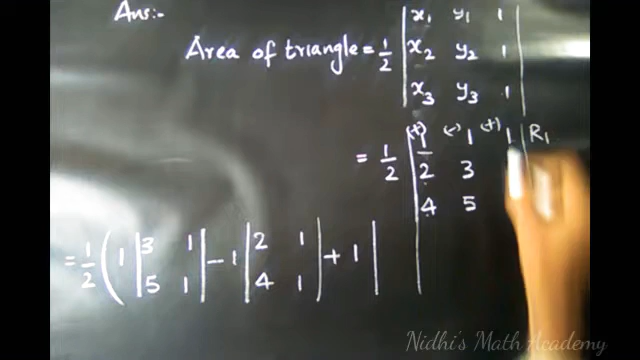 Ans:-
Area of triangle = 1/2 | x₁ y₁ 1 |
| x₂ y₂ 1 |
| x₃ y₃ 1 |
= 1/2 | (+)1 (-)1 (+)1 | R₁
| 2 3
| 4 5
= 1/2 ( 1 | 3 1 | - 1 | 2 1 | + 1 |
| 5 1 | | 4 1 |
Nidhi's Math Academy